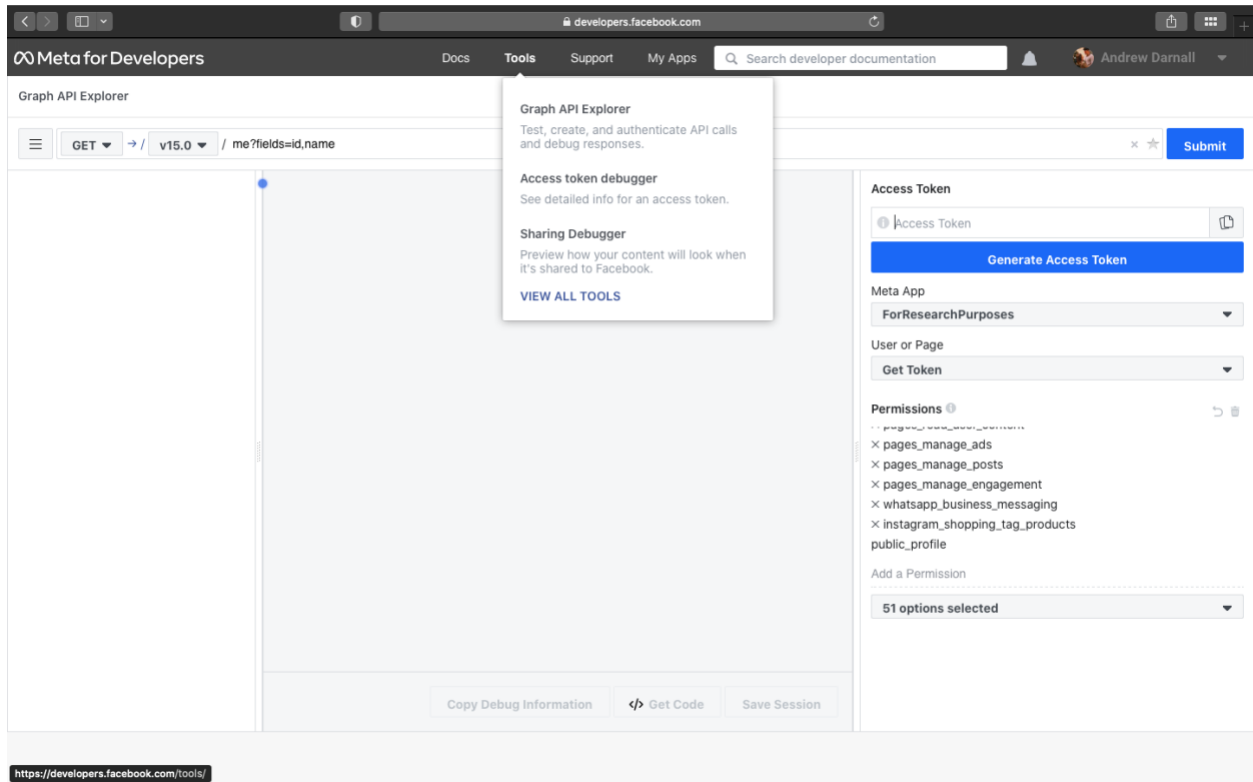 developers.facebook.com
Meta for Developers
Docs Tools Support My Apps Search developer documentation Andrew Darnall
Graph API Explorer
GET → / v15.0 / me?fields=id,name × Submit
Graph API Explorer
Test, create, and authenticate API calls
and debug responses.
Access token debugger
See detailed info for an access token.
Sharing Debugger
Preview how your content will look when
it's shared to Facebook.
VIEW ALL TOOLS
Access Token
Access Token
Generate Access Token
Meta App
ForResearchPurposes
User or Page
Get Token
Permissions
× pages_manage_ads
× pages_manage_posts
× pages_manage_engagement
× whatsapp_business_messaging
× instagram_shopping_tag_products
public_profile
Add a Permission
51 options selected
Copy Debug Information </> Get Code Save Session
https://developers.facebook.com/tools/